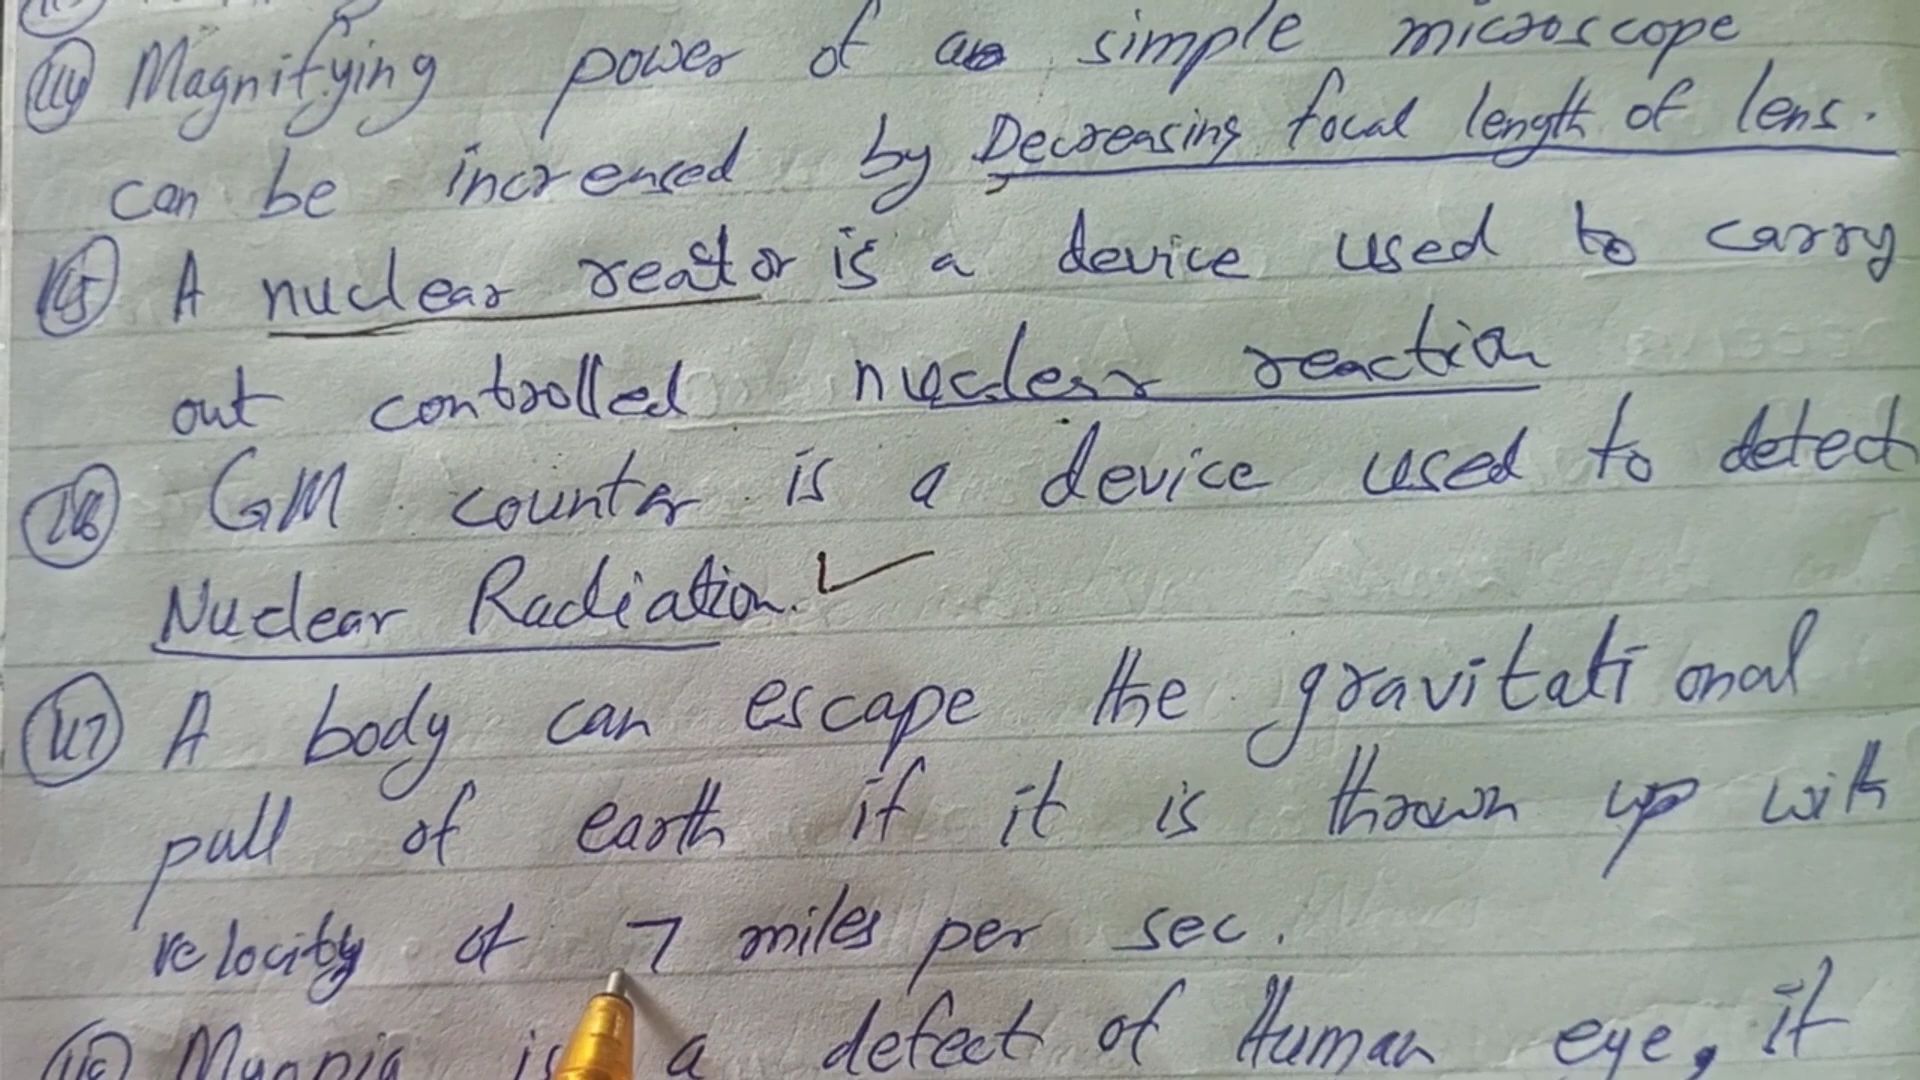 114 Magnifying power of a simple microscope
can be increased by Decreasing focal length of lens.
115 A nuclear reactor is a device used to carry
out controlled nuclear reaction
116 GM counter is a device used to detect
Nuclear Radiation.
117 A body can escape the gravitational
pull of earth if it is thrown up with
velocity of 7 miles per sec.
Myopia is a defect of Human eye, it